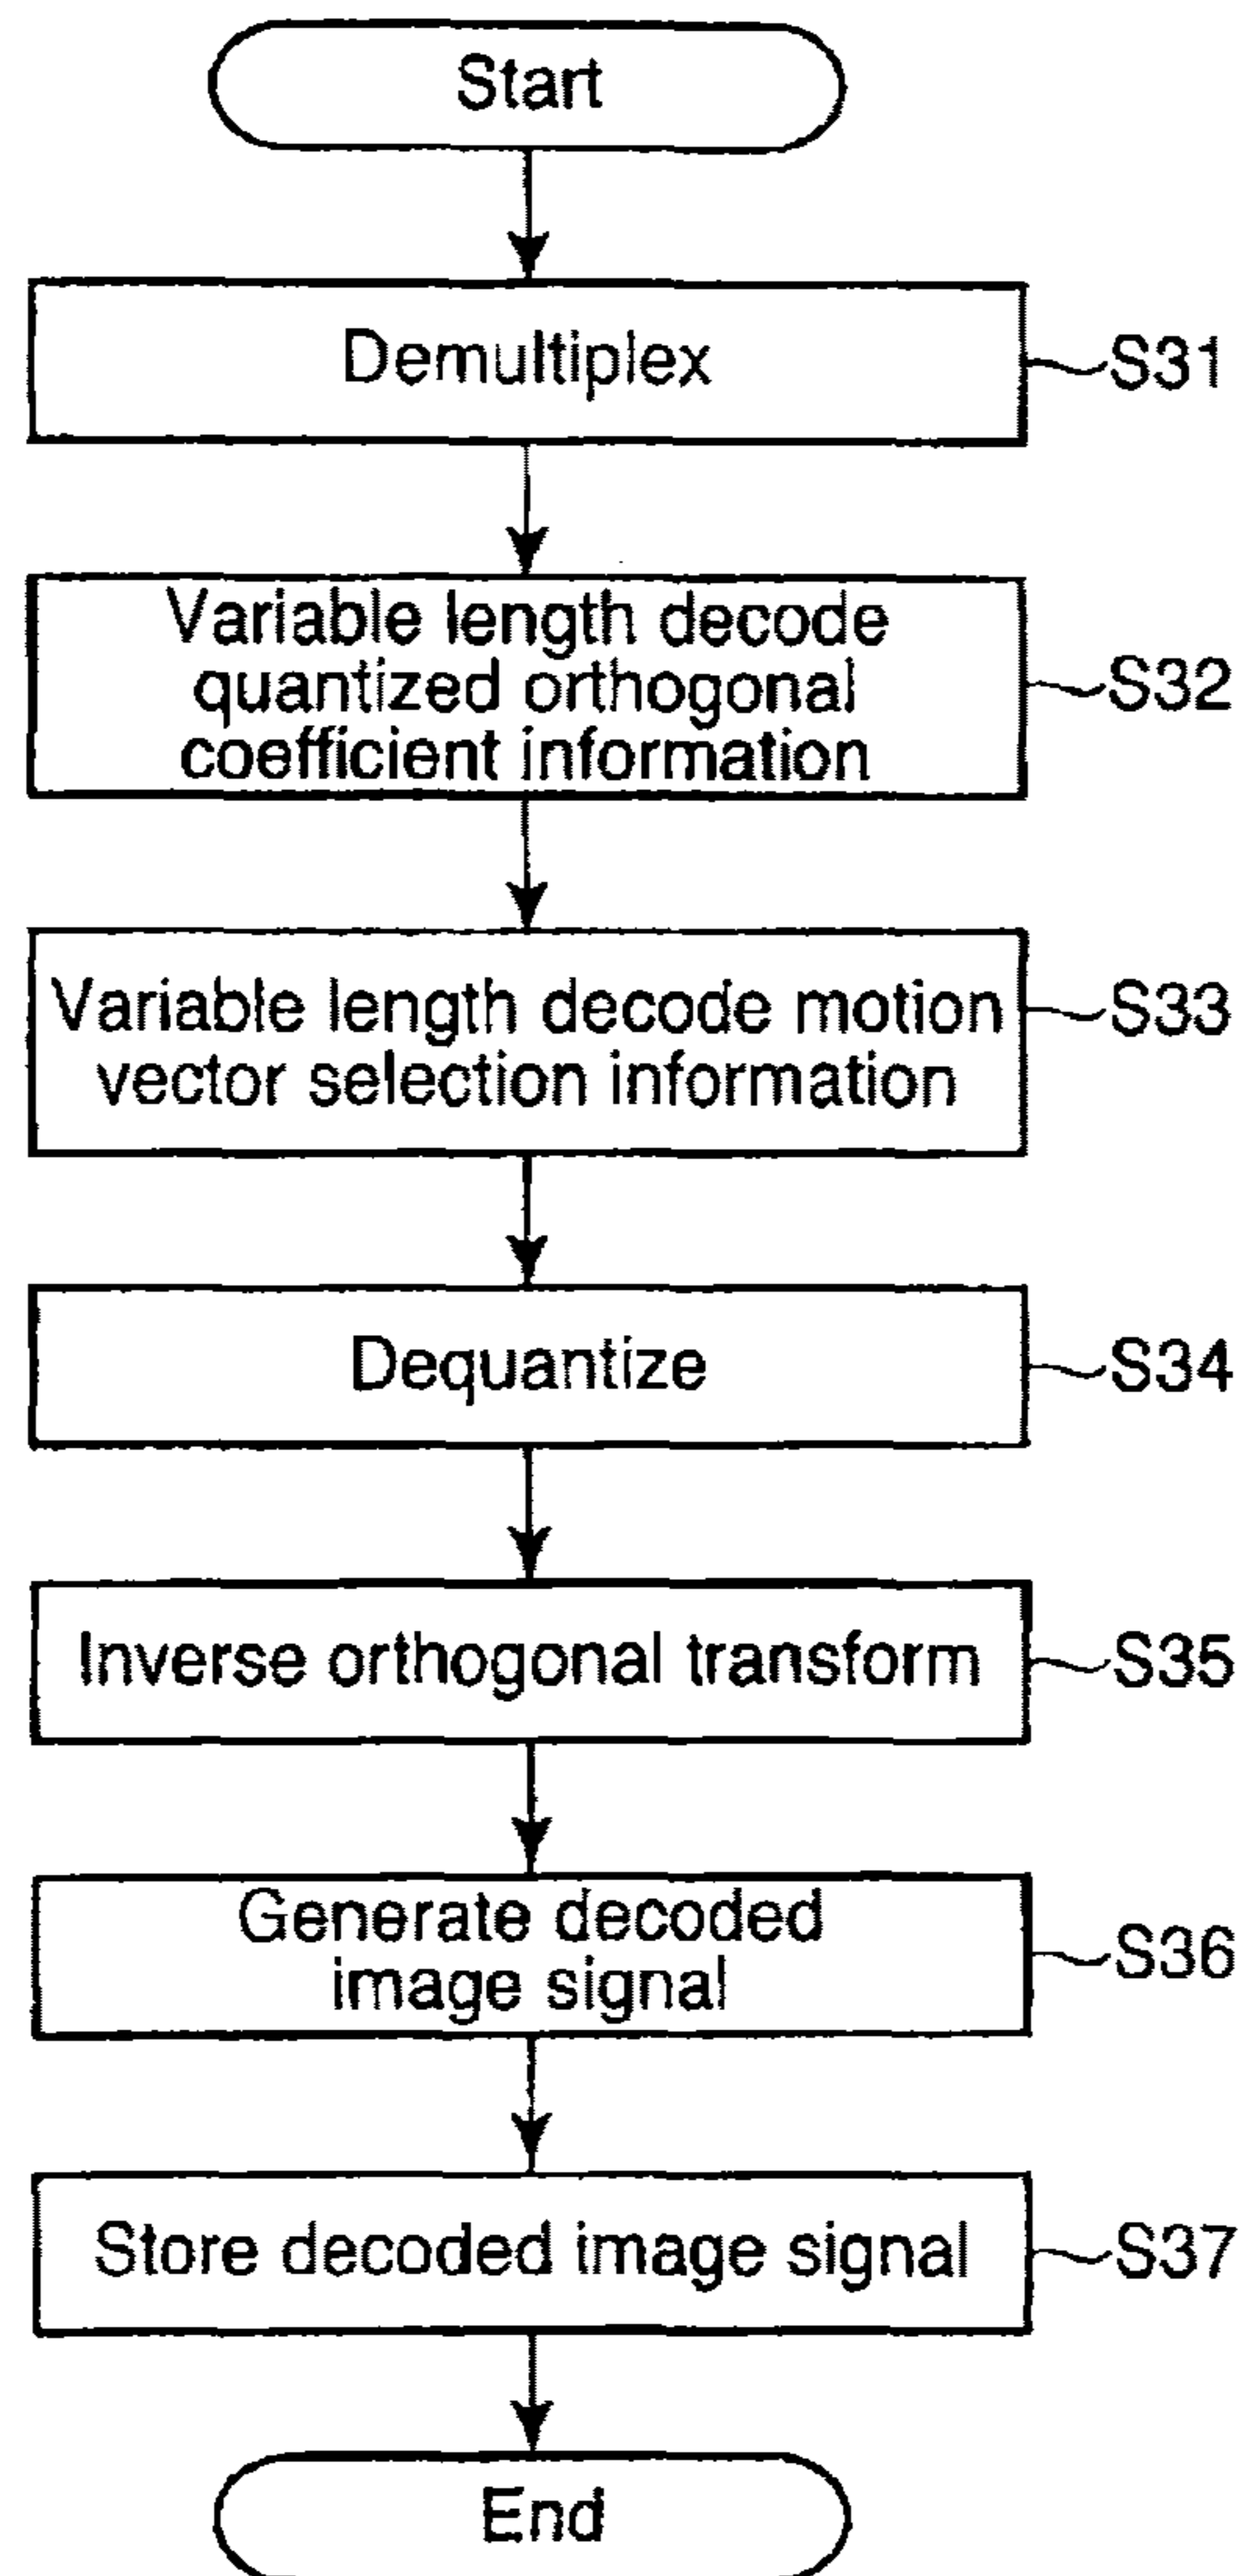 Start
Demultiplex
S31
Variable length decode
quantized orthogonal
coefficient information
S32
Variable length decode motion
vector selection information
S33
Dequantize
S34
Inverse orthogonal transform
S35
Generate decoded
image signal
S36
Store decoded image signal
S37
End